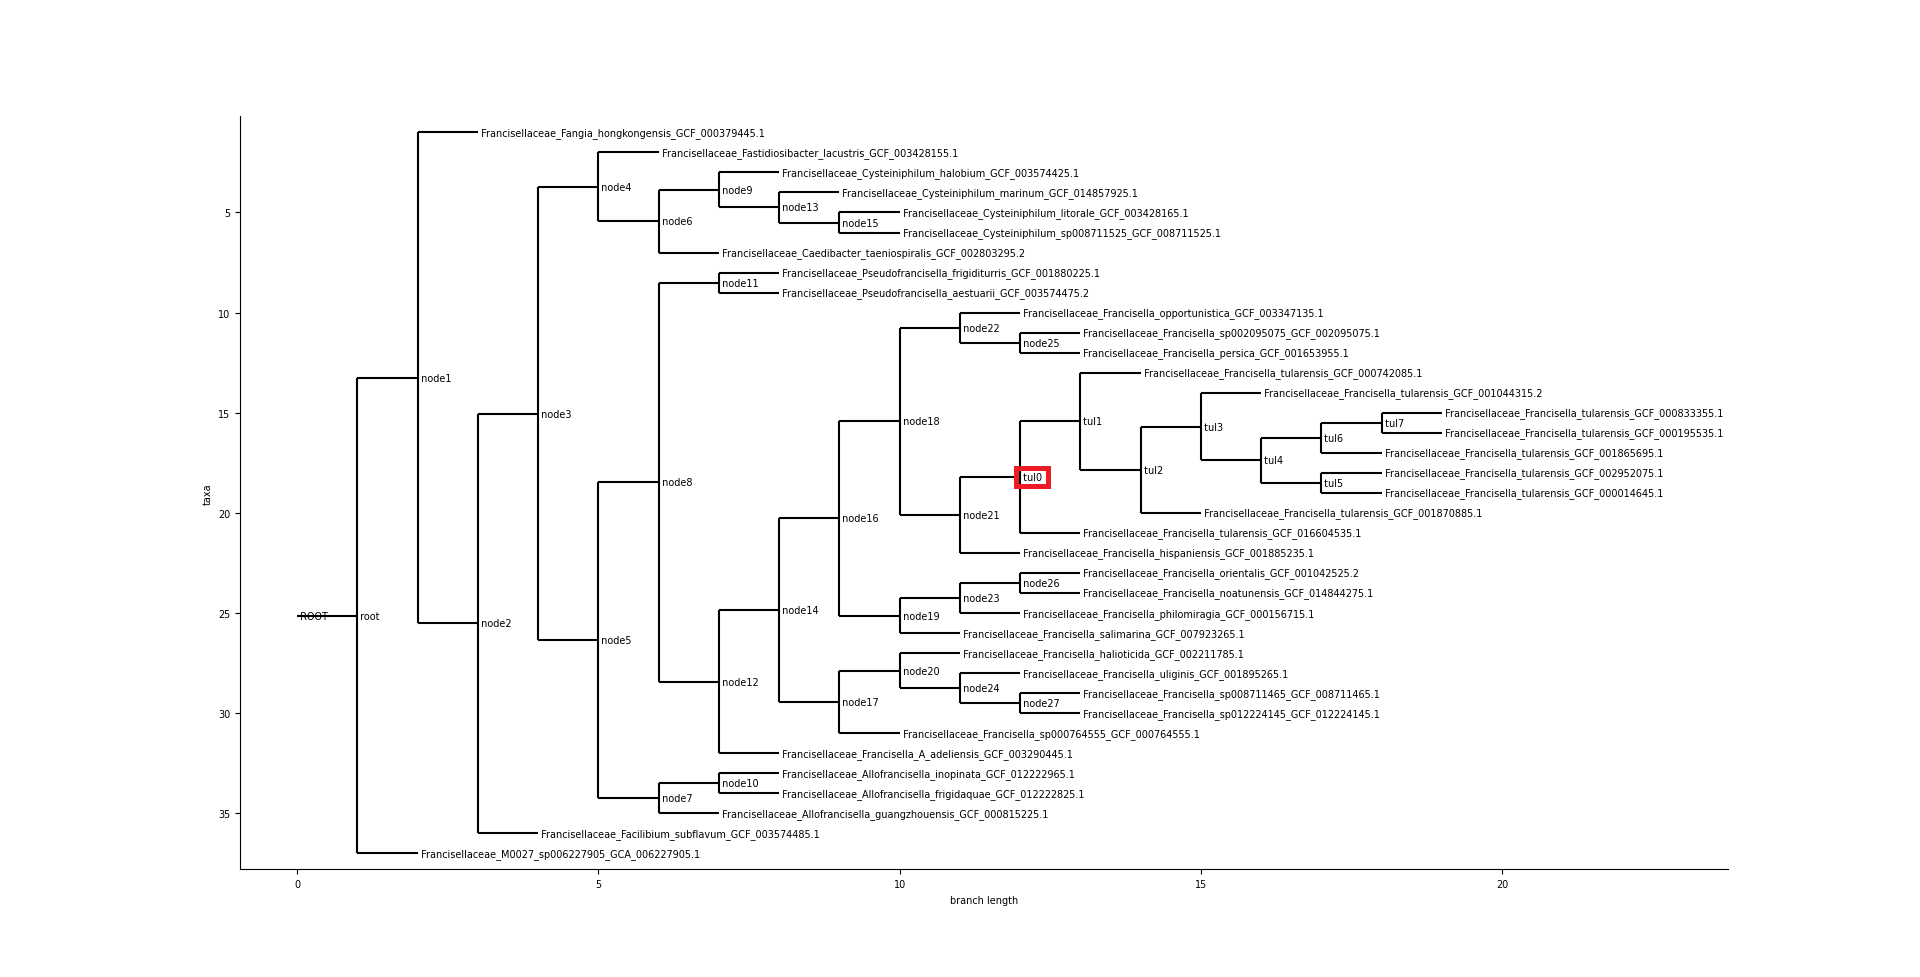 Francisellaceae_Fangia_hongkongensis_GCF_000379445.1
Francisellaceae_Fastidiosibacter_lacustris_GCF_003428155.1
Francisellaceae_Cysteiniphilum_halobium_GCF_003574425.1
node4
node9
Francisellaceae_Cysteiniphilum_marinum_GCF_014857925.1
node13
5
Francisellaceae_Cysteiniphilum_litorale_GCF_003428165.1
node6
node15
Francisellaceae_Cysteiniphilum_sp008711525_GCF_008711525.1
Francisellaceae_Caedibacter_taeniospiralis_GCF_002803295.2
Francisellaceae_Pseudofrancisella_frigiditurris_GCF_001880225.1
node11
Francisellaceae_Pseudofrancisella_aestuarii_GCF_003574475.2
10
Francisellaceae_Francisella_opportunistica_GCF_003347135.1
node22
Francisellaceae_Francisella_sp002095075_GCF_002095075.1
node25
Francisellaceae_Francisella_persica_GCF_001653955.1
node1
Francisellaceae_Francisella_tularensis_GCF_000742085.1
Francisellaceae_Francisella_tularensis_GCF_001044315.2
15
node3
Francisellaceae_Francisella_tularensis_GCF_000833355.1
node18
tul1
tul3
tul7
Francisellaceae_Francisella_tularensis_GCF_000195535.1
tul6
Francisellaceae_Francisella_tularensis_GCF_001865695.1
tul4
tul2
Francisellaceae_Francisella_tularensis_GCF_002952075.1
node8
tul0
tul5
Francisellaceae_Francisella_tularensis_GCF_000014645.1
taxa
20
node16
node21
Francisellaceae_Francisella_tularensis_GCF_001870885.1
Francisellaceae_Francisella_tularensis_GCF_016604535.1
Francisellaceae_Francisella_hispaniensis_GCF_001885235.1
Francisellaceae_Francisella_orientalis_GCF_001042525.2
node26
Francisellaceae_Francisella_noatunensis_GCF_014844275.1
node23
node14
25
ROOT
root
node19
Francisellaceae_Francisella_philomiragia_GCF_000156715.1
node2
node5
Francisellaceae_Francisella_salimarina_GCF_007923265.1
Francisellaceae_Francisella_halioticida_GCF_002211785.1
node20
Francisellaceae_Francisella_uliginis_GCF_001895265.1
node12
node24
Francisellaceae_Francisella_sp008711465_GCF_008711465.1
node17
node27
30
Francisellaceae_Francisella_sp012224145_GCF_012224145.1
Francisellaceae_Francisella_sp000764555_GCF_000764555.1
Francisellaceae_Francisella_A_adeliensis_GCF_003290445.1
Francisellaceae_Allofrancisella_inopinata_GCF_012222965.1
node10
node7
Francisellaceae_Allofrancisella_frigidaquae_GCF_012222825.1
35
Francisellaceae_Allofrancisella_guangzhouensis_GCF_000815225.1
Francisellaceae_Facilibium_subflavum_GCF_003574485.1
Francisellaceae_M0027_sp006227905_GCA_006227905.1
0 5 10 15 20
branch length